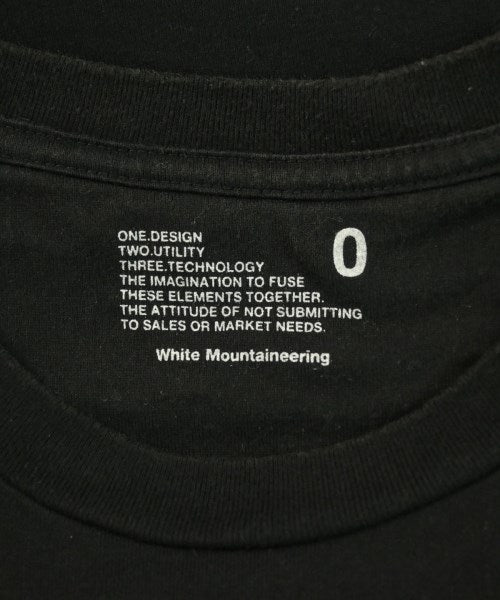 ONE.DESIGN
TWO.UTILITY
THREE.TECHNOLOGY
THE IMAGINATION TO FUSE
THESE ELEMENTS TOGETHER.
THE ATTITUDE OF NOT SUBMITTING
TO SALES OR MARKET NEEDS.
0
White Mountaineering